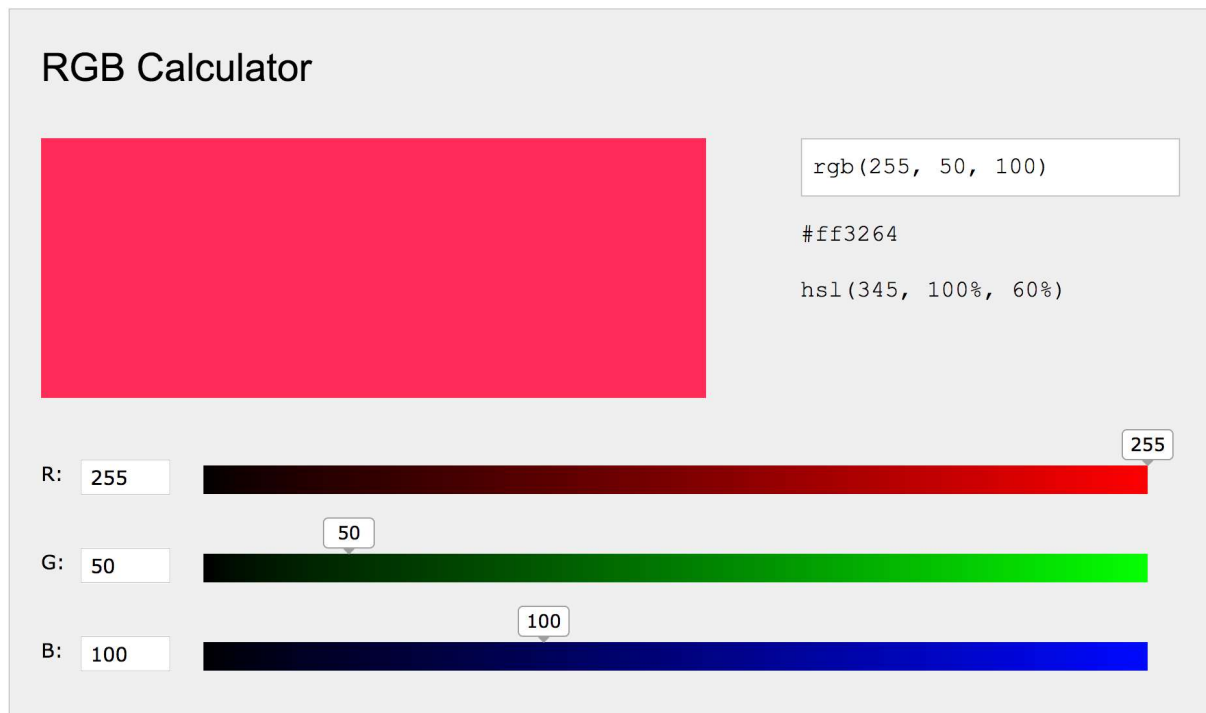 RGB Calculator
rgb(255, 50, 100)
#ff3264
hsl(345, 100%, 60%)
255
R: 255
50
G: 50
100
B: 100